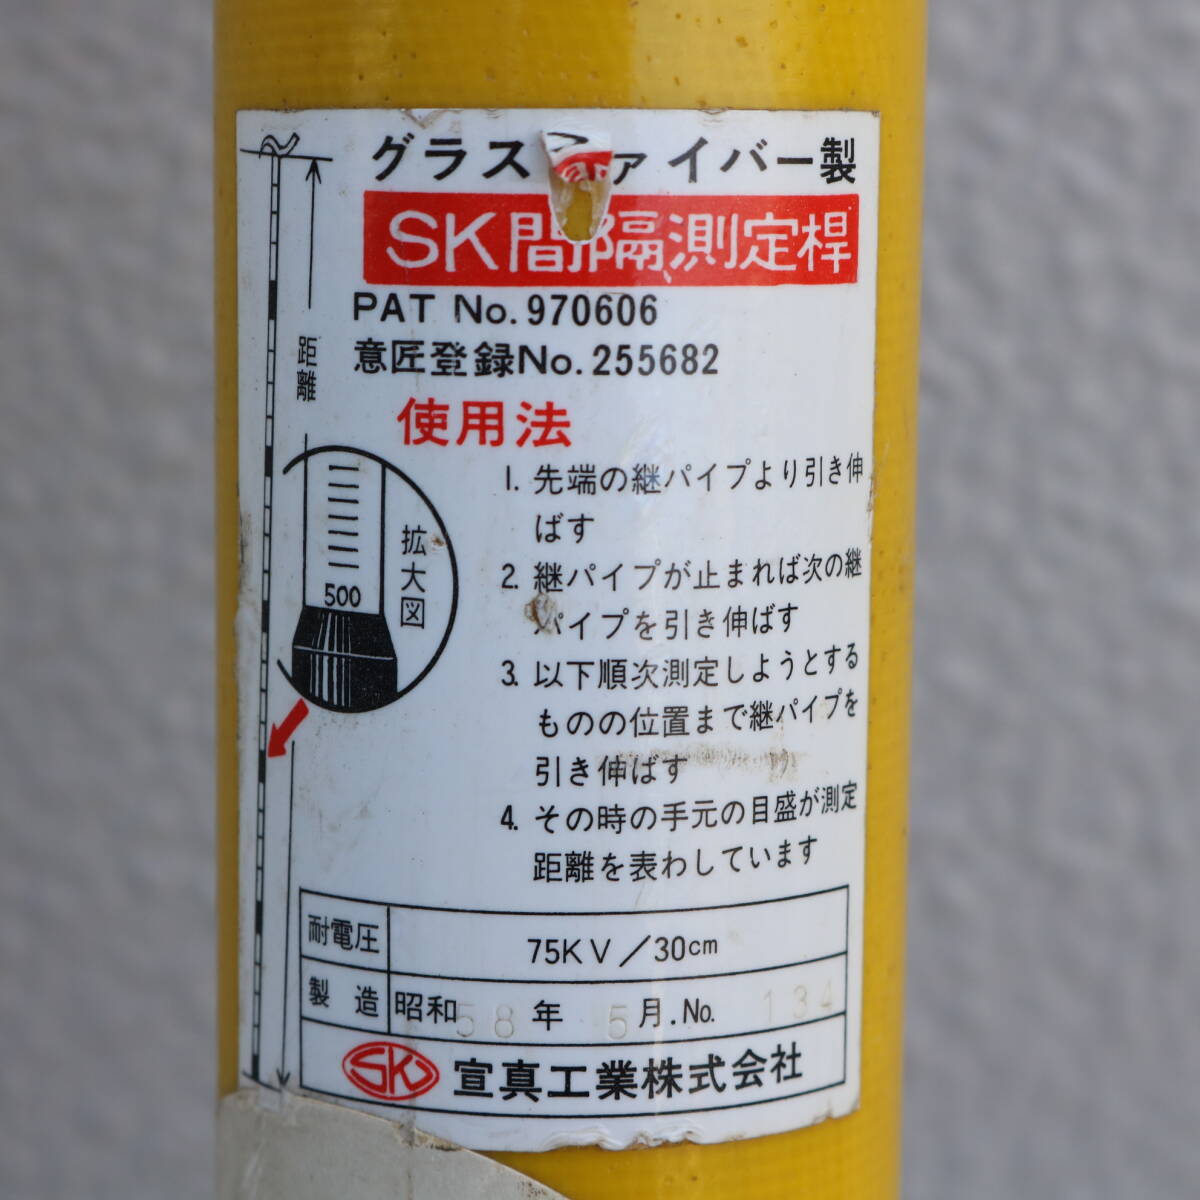 グラスファイバー製
SK間隔測定桿
PAT No.970606
意匠登録No.255682
使用法
距離
拡大図
500
1. 先端の継パイプより引き伸
ばす
2. 継パイプが止まれば次の継
パイプを引き伸ばす
3. 以下順次測定しようとする
ものの位置まで継パイプを
引き伸ばす
4. その時の手元の目盛が測定
距離を表わしています
耐電圧 75KV/30cm
製造 昭和58年 5月.No. 134
SK 宣真工業株式会社